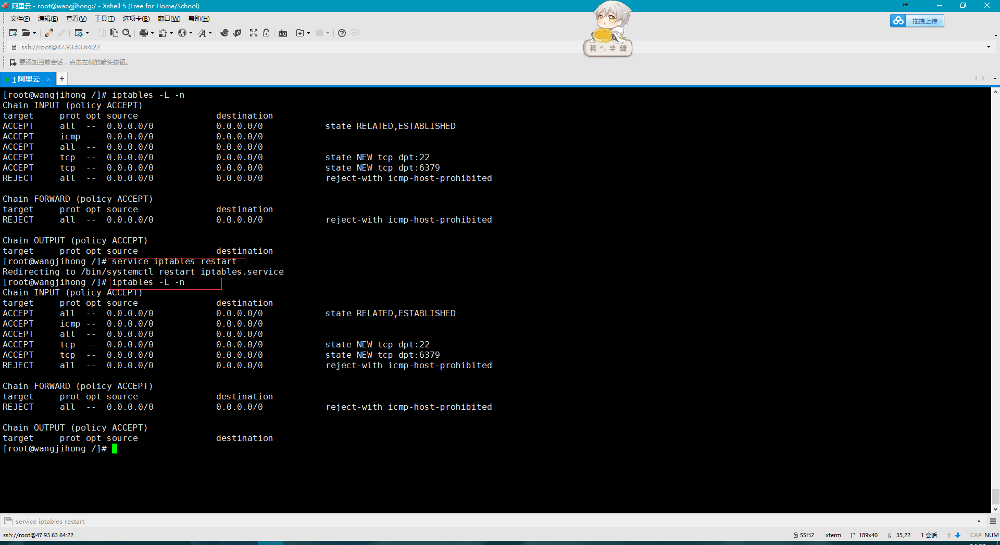 阿里云 - root@wangjihong:/ - Xshell 5 (Free for Home/School)
文件(F) 编辑(E) 查看(V) 工具(T) 选项卡(B) 窗口(W) 帮助(H)
拖拽上传
英 •, 半 键
ssh://root@47.93.63.64:22
要添加当前会话，点击左侧的箭头按钮。
1 阿里云 × +
[root@wangjihong /]# iptables -L -n
Chain INPUT (policy ACCEPT)
target     prot opt source               destination
ACCEPT     all  --  0.0.0.0/0            0.0.0.0/0            state RELATED,ESTABLISHED
ACCEPT     icmp --  0.0.0.0/0            0.0.0.0/0
ACCEPT     all  --  0.0.0.0/0            0.0.0.0/0
ACCEPT     tcp  --  0.0.0.0/0            0.0.0.0/0            state NEW tcp dpt:22
ACCEPT     tcp  --  0.0.0.0/0            0.0.0.0/0            state NEW tcp dpt:6379
REJECT     all  --  0.0.0.0/0            0.0.0.0/0            reject-with icmp-host-prohibited
Chain FORWARD (policy ACCEPT)
target     prot opt source               destination
REJECT     all  --  0.0.0.0/0            0.0.0.0/0            reject-with icmp-host-prohibited
Chain OUTPUT (policy ACCEPT)
target     prot opt source               destination
[root@wangjihong /]# service iptables restart
Redirecting to /bin/systemctl restart iptables.service
[root@wangjihong /]# iptables -L -n
Chain INPUT (policy ACCEPT)
target     prot opt source               destination
ACCEPT     all  --  0.0.0.0/0            0.0.0.0/0            state RELATED,ESTABLISHED
ACCEPT     icmp --  0.0.0.0/0            0.0.0.0/0
ACCEPT     all  --  0.0.0.0/0            0.0.0.0/0
ACCEPT     tcp  --  0.0.0.0/0            0.0.0.0/0            state NEW tcp dpt:22
ACCEPT     tcp  --  0.0.0.0/0            0.0.0.0/0            state NEW tcp dpt:6379
REJECT     all  --  0.0.0.0/0            0.0.0.0/0            reject-with icmp-host-prohibited
Chain FORWARD (policy ACCEPT)
target     prot opt source               destination
REJECT     all  --  0.0.0.0/0            0.0.0.0/0            reject-with icmp-host-prohibited
Chain OUTPUT (policy ACCEPT)
target     prot opt source               destination
[root@wangjihong /]#
service iptables restart
ssh://root@47.93.63.64:22 SSH2 xterm 189x40 35,22 1 会话 CAP NUM